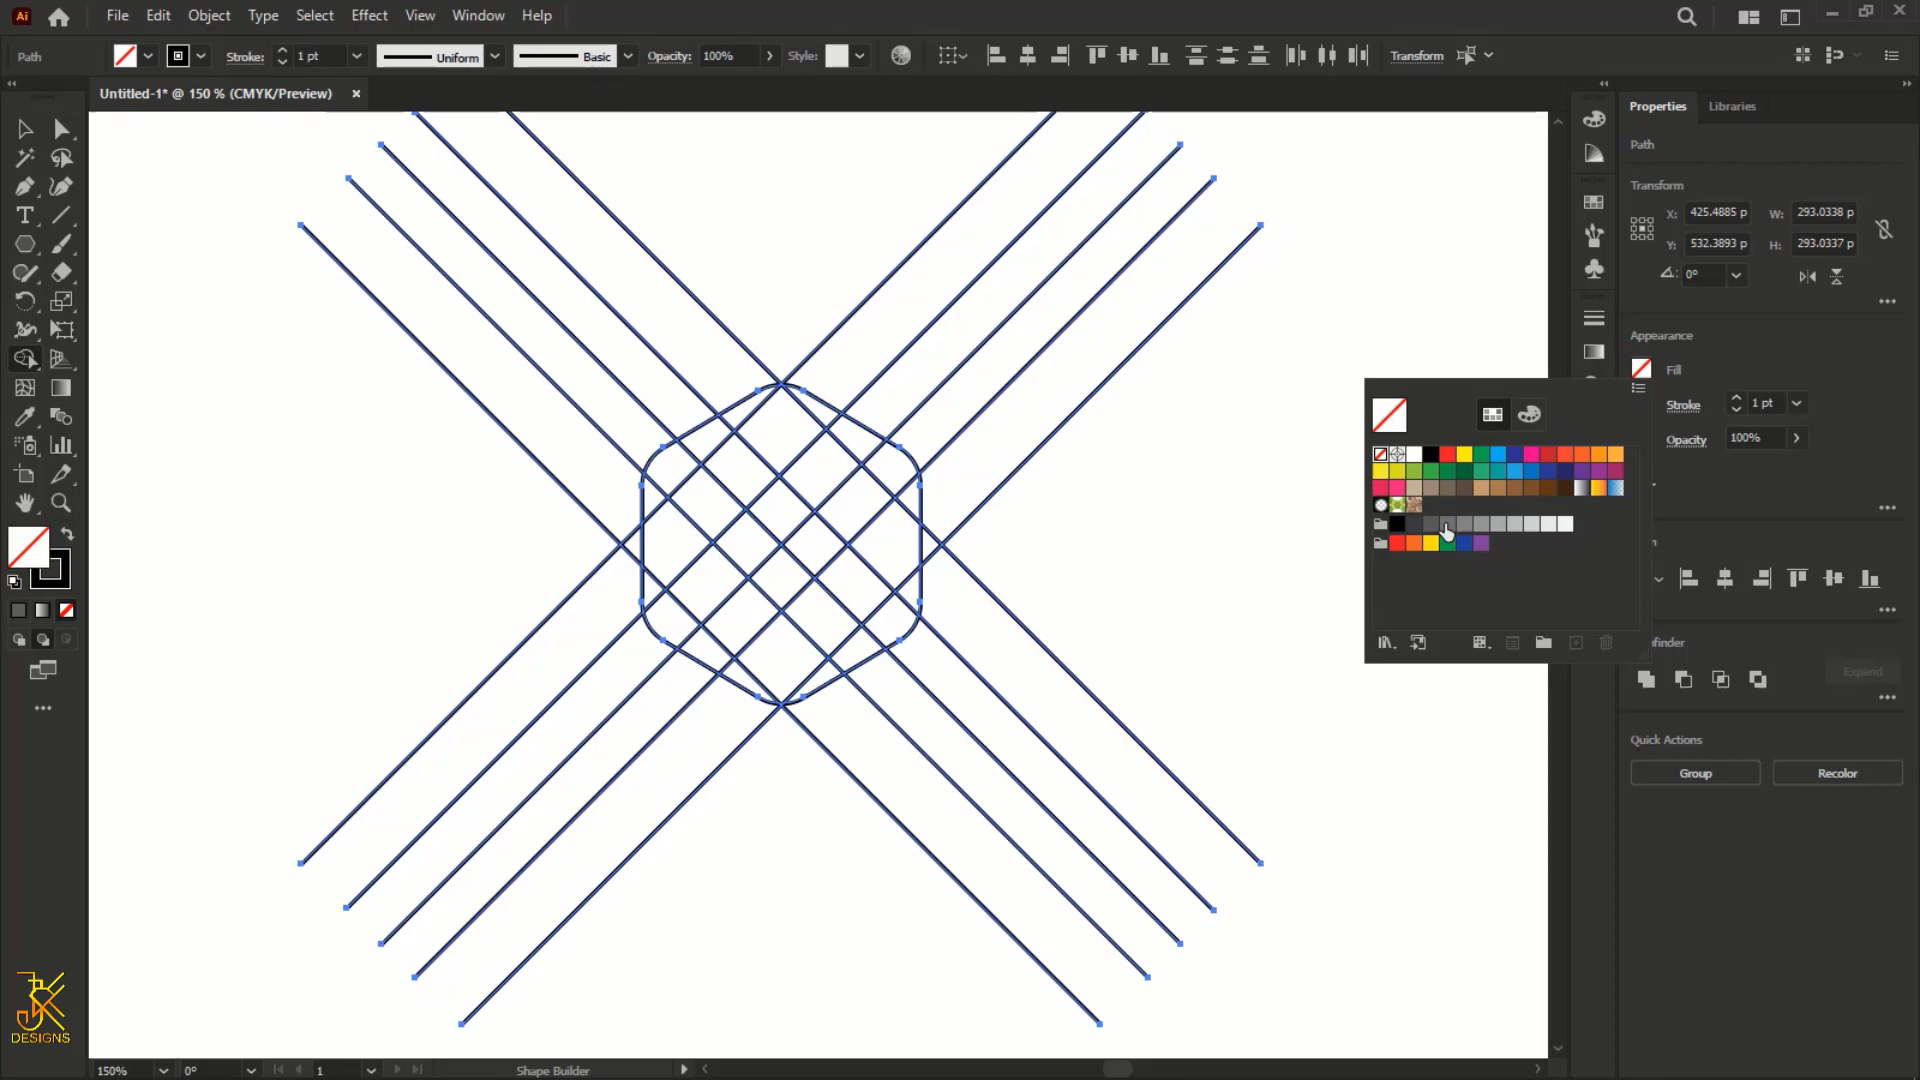 Ai File Edit Object Type Select Effect View Window Help
Path Stroke: 1 pt Uniform Basic Opacity: 100% Style: Transform
Untitled-1* @ 150 % (CMYK/Preview)
Properties Libraries
Path
Transform
X: 425.4885 p W: 293.0338 p
Y: 532.3893 p H: 293.0337 p
0°
Appearance
Fill
Stroke 1 pt
Opacity 100%
finder
Expand
Quick Actions
Group Recolor
JK
DESIGNS
150% 0° 1 Shape Builder